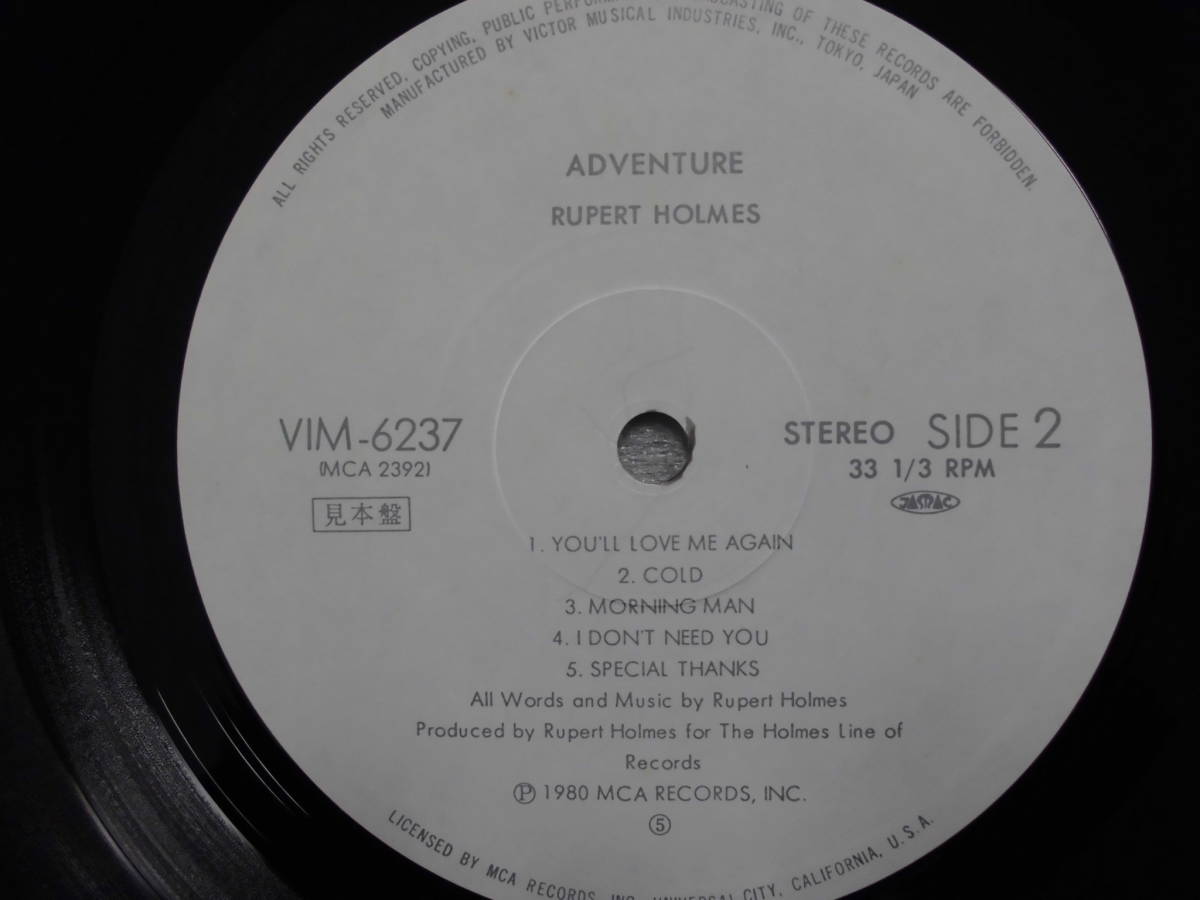 ALL RIGHTS RESERVED, COPYING, PUBLIC OF THESE RECORDS ARE FORBIDDEN.
MANUFACTURED BY VICTOR MUSICAL INDUSTRIES, INC., TOKYO, JAPAN
ADVENTURE
RUPERT HOLMES
VIM-6237
(MCA 2392)
見本盤
STEREO SIDE 2
33 1/3 RPM
JASRAC
1. YOU'LL LOVE ME AGAIN
2. COLD
3. MORNING MAN
4. I DON'T NEED YOU
5. SPECIAL THANKS
All Words and Music by Rupert Holmes
Produced by Rupert Holmes for The Holmes Line of
Records
Ⓟ 1980 MCA RECORDS, INC.
⑤
LICENSED BY MCA RECORDS, INC., UNIVERSAL CITY, CALIFORNIA, U.S.A.